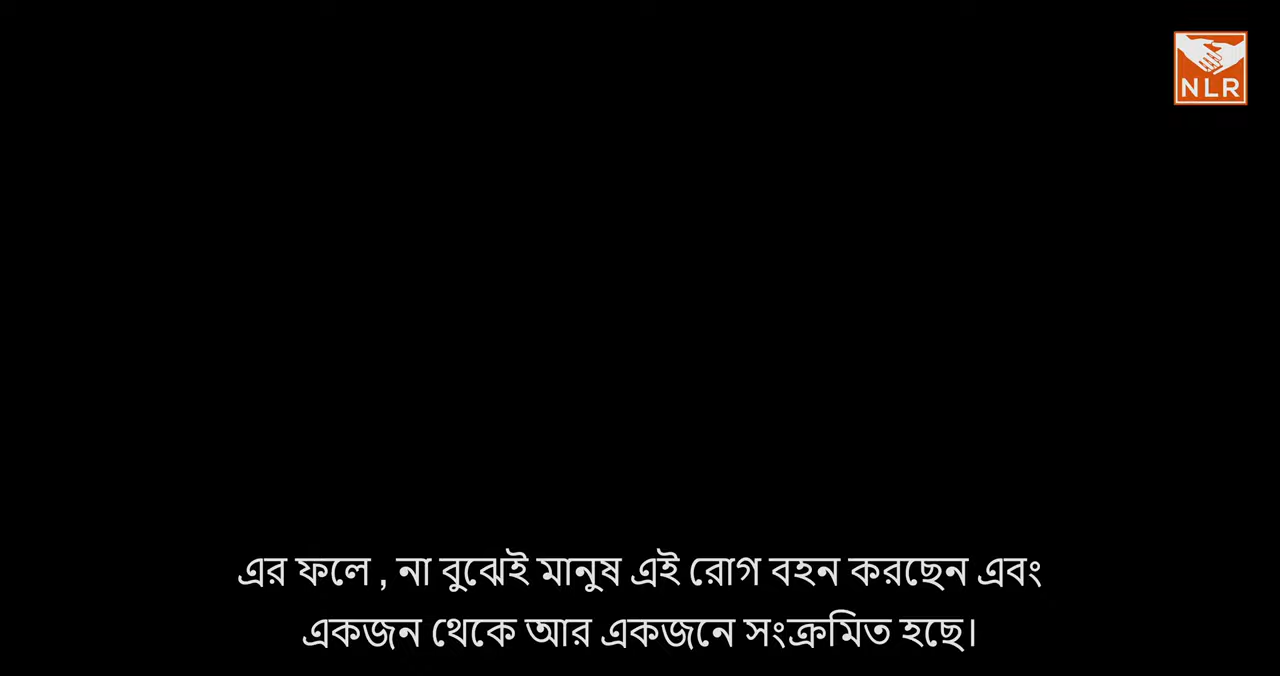 NLR
এর ফলে , না বুঝেই মানুষ এই রোগ বহন করছেন এবং
একজন থেকে আর একজনে সংক্রমিত হছে।